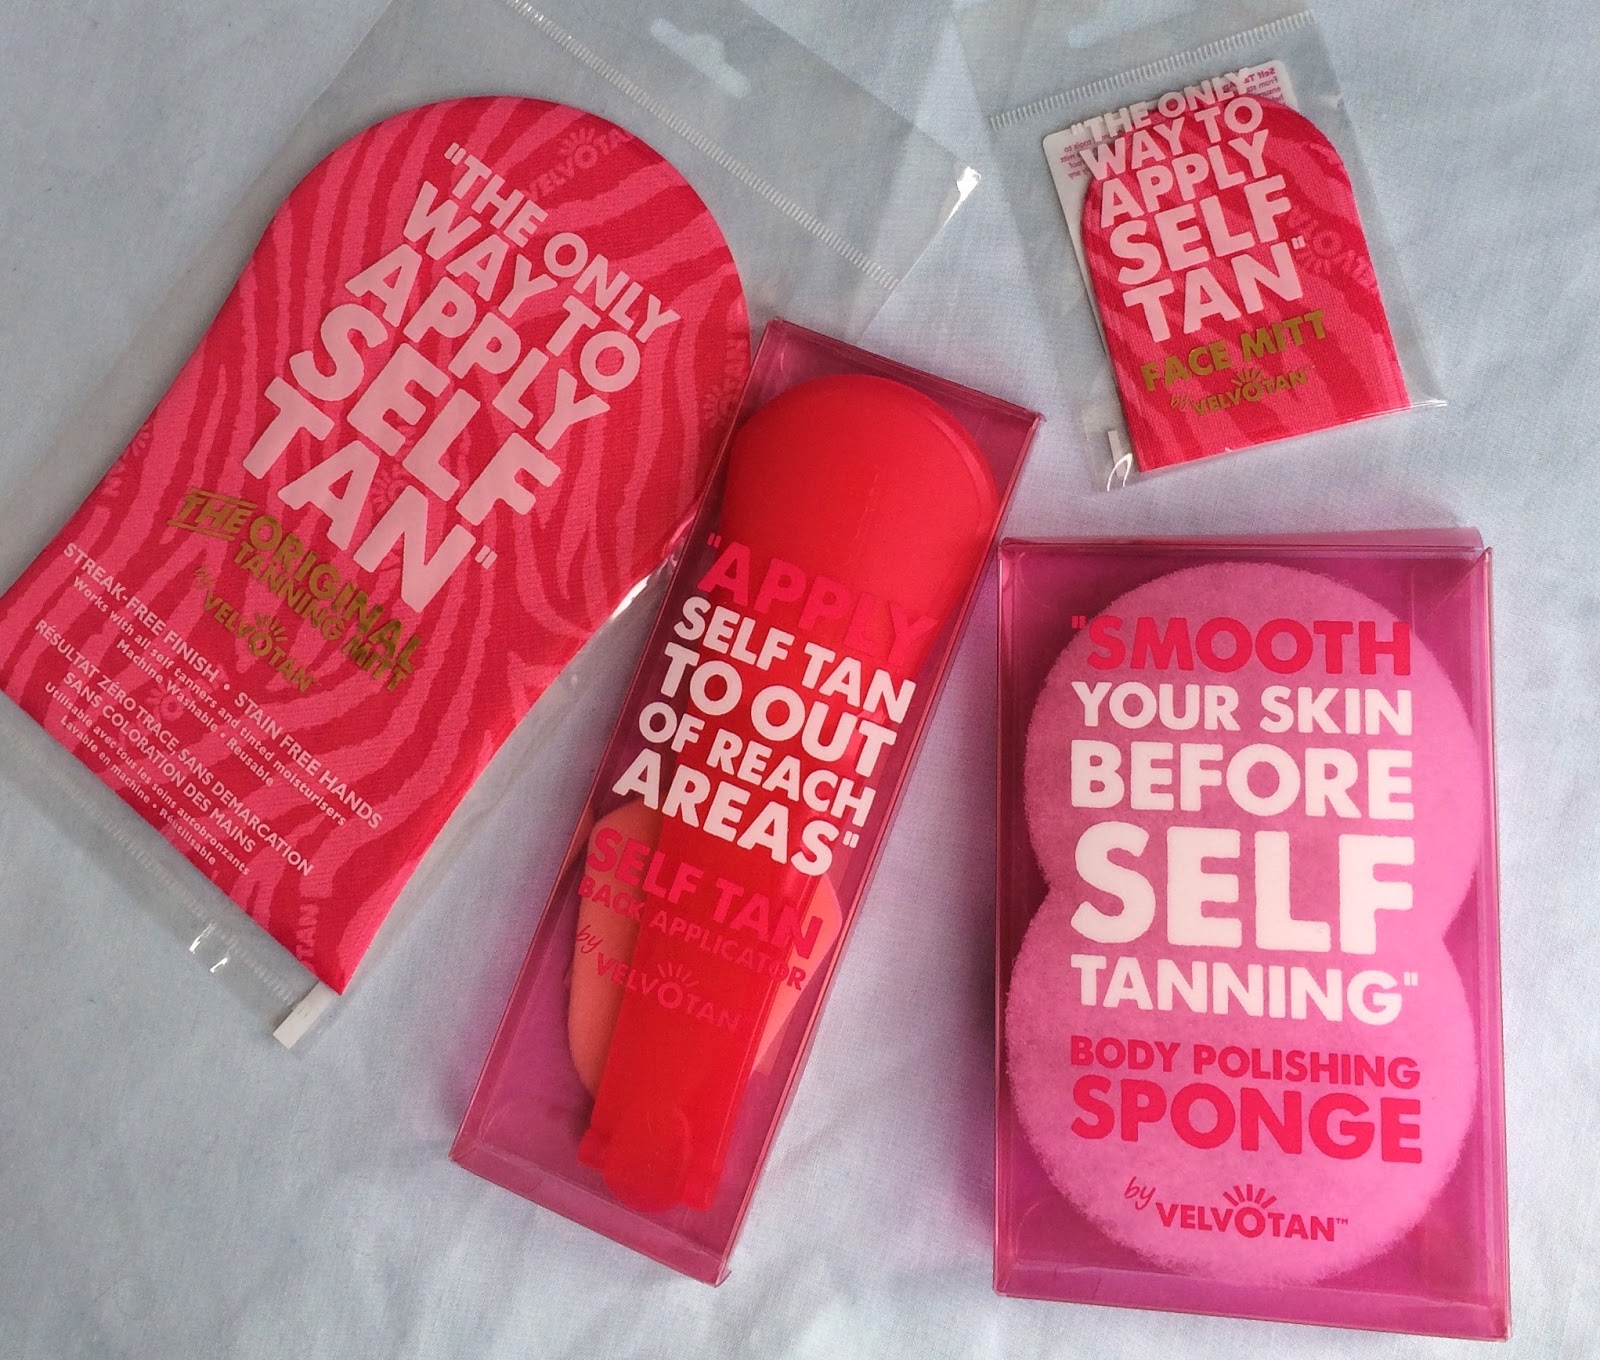 "THE ONLY
WAY TO
APPLY
SELF
TAN"
THE ORIGINAL
TANNING MITT
by VELVOTAN
STREAK-FREE FINISH • STAIN FREE HANDS
Works with all self tanners and tinted moisturisers
Machine Washable • Reusable
RÉSULTAT ZÉRO TRACE SANS DEMARCATION
SANS COLORATION DES MAINS
Utilisable avec tous les soins autobronzants
Lavable en machine • Réutilisable
"APPLY
SELF TAN
TO OUT
OF REACH
AREAS"
SELF TAN
BACK APPLICATOR
by VELVOTAN
"THE ONLY
WAY TO
APPLY
SELF
TAN"
FACE MITT
by VELVOTAN
"SMOOTH
YOUR SKIN
BEFORE
SELF
TANNING"
BODY POLISHING
SPONGE
by VELVOTAN™